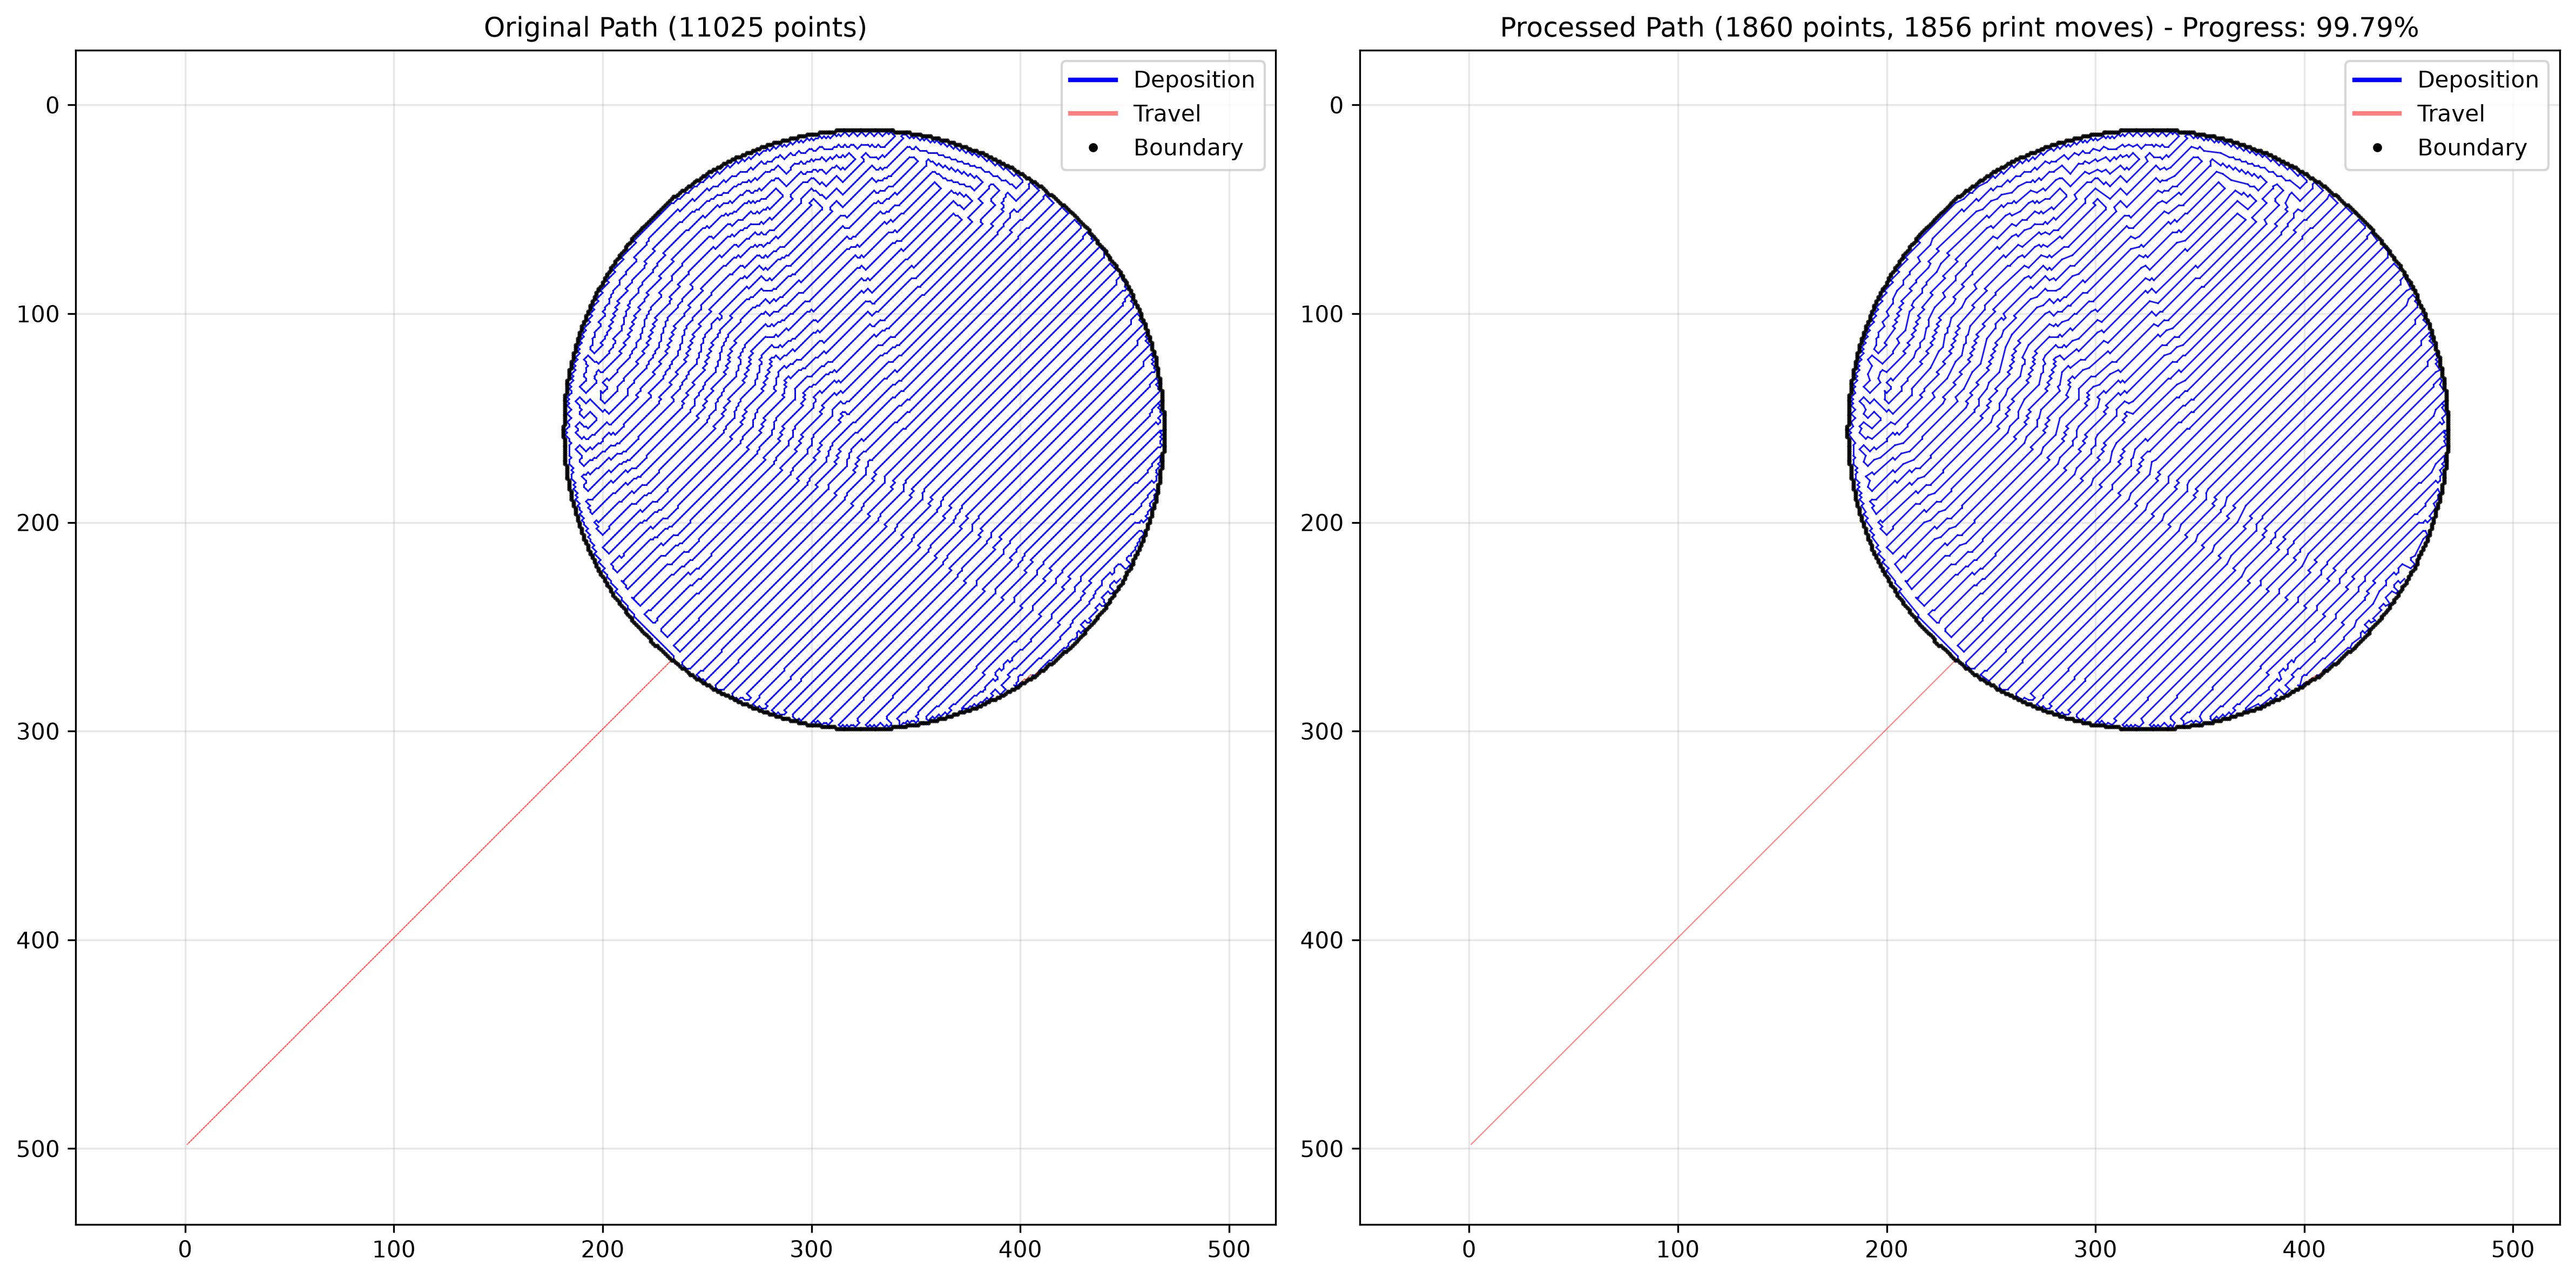 Original Path (11025 points)
Deposition
Travel
Boundary
0
100
200
300
400
500
0 100 200 300 400 500
Processed Path (1860 points, 1856 print moves) - Progress: 99.79%
Deposition
Travel
Boundary
0
100
200
300
400
500
0 100 200 300 400 500